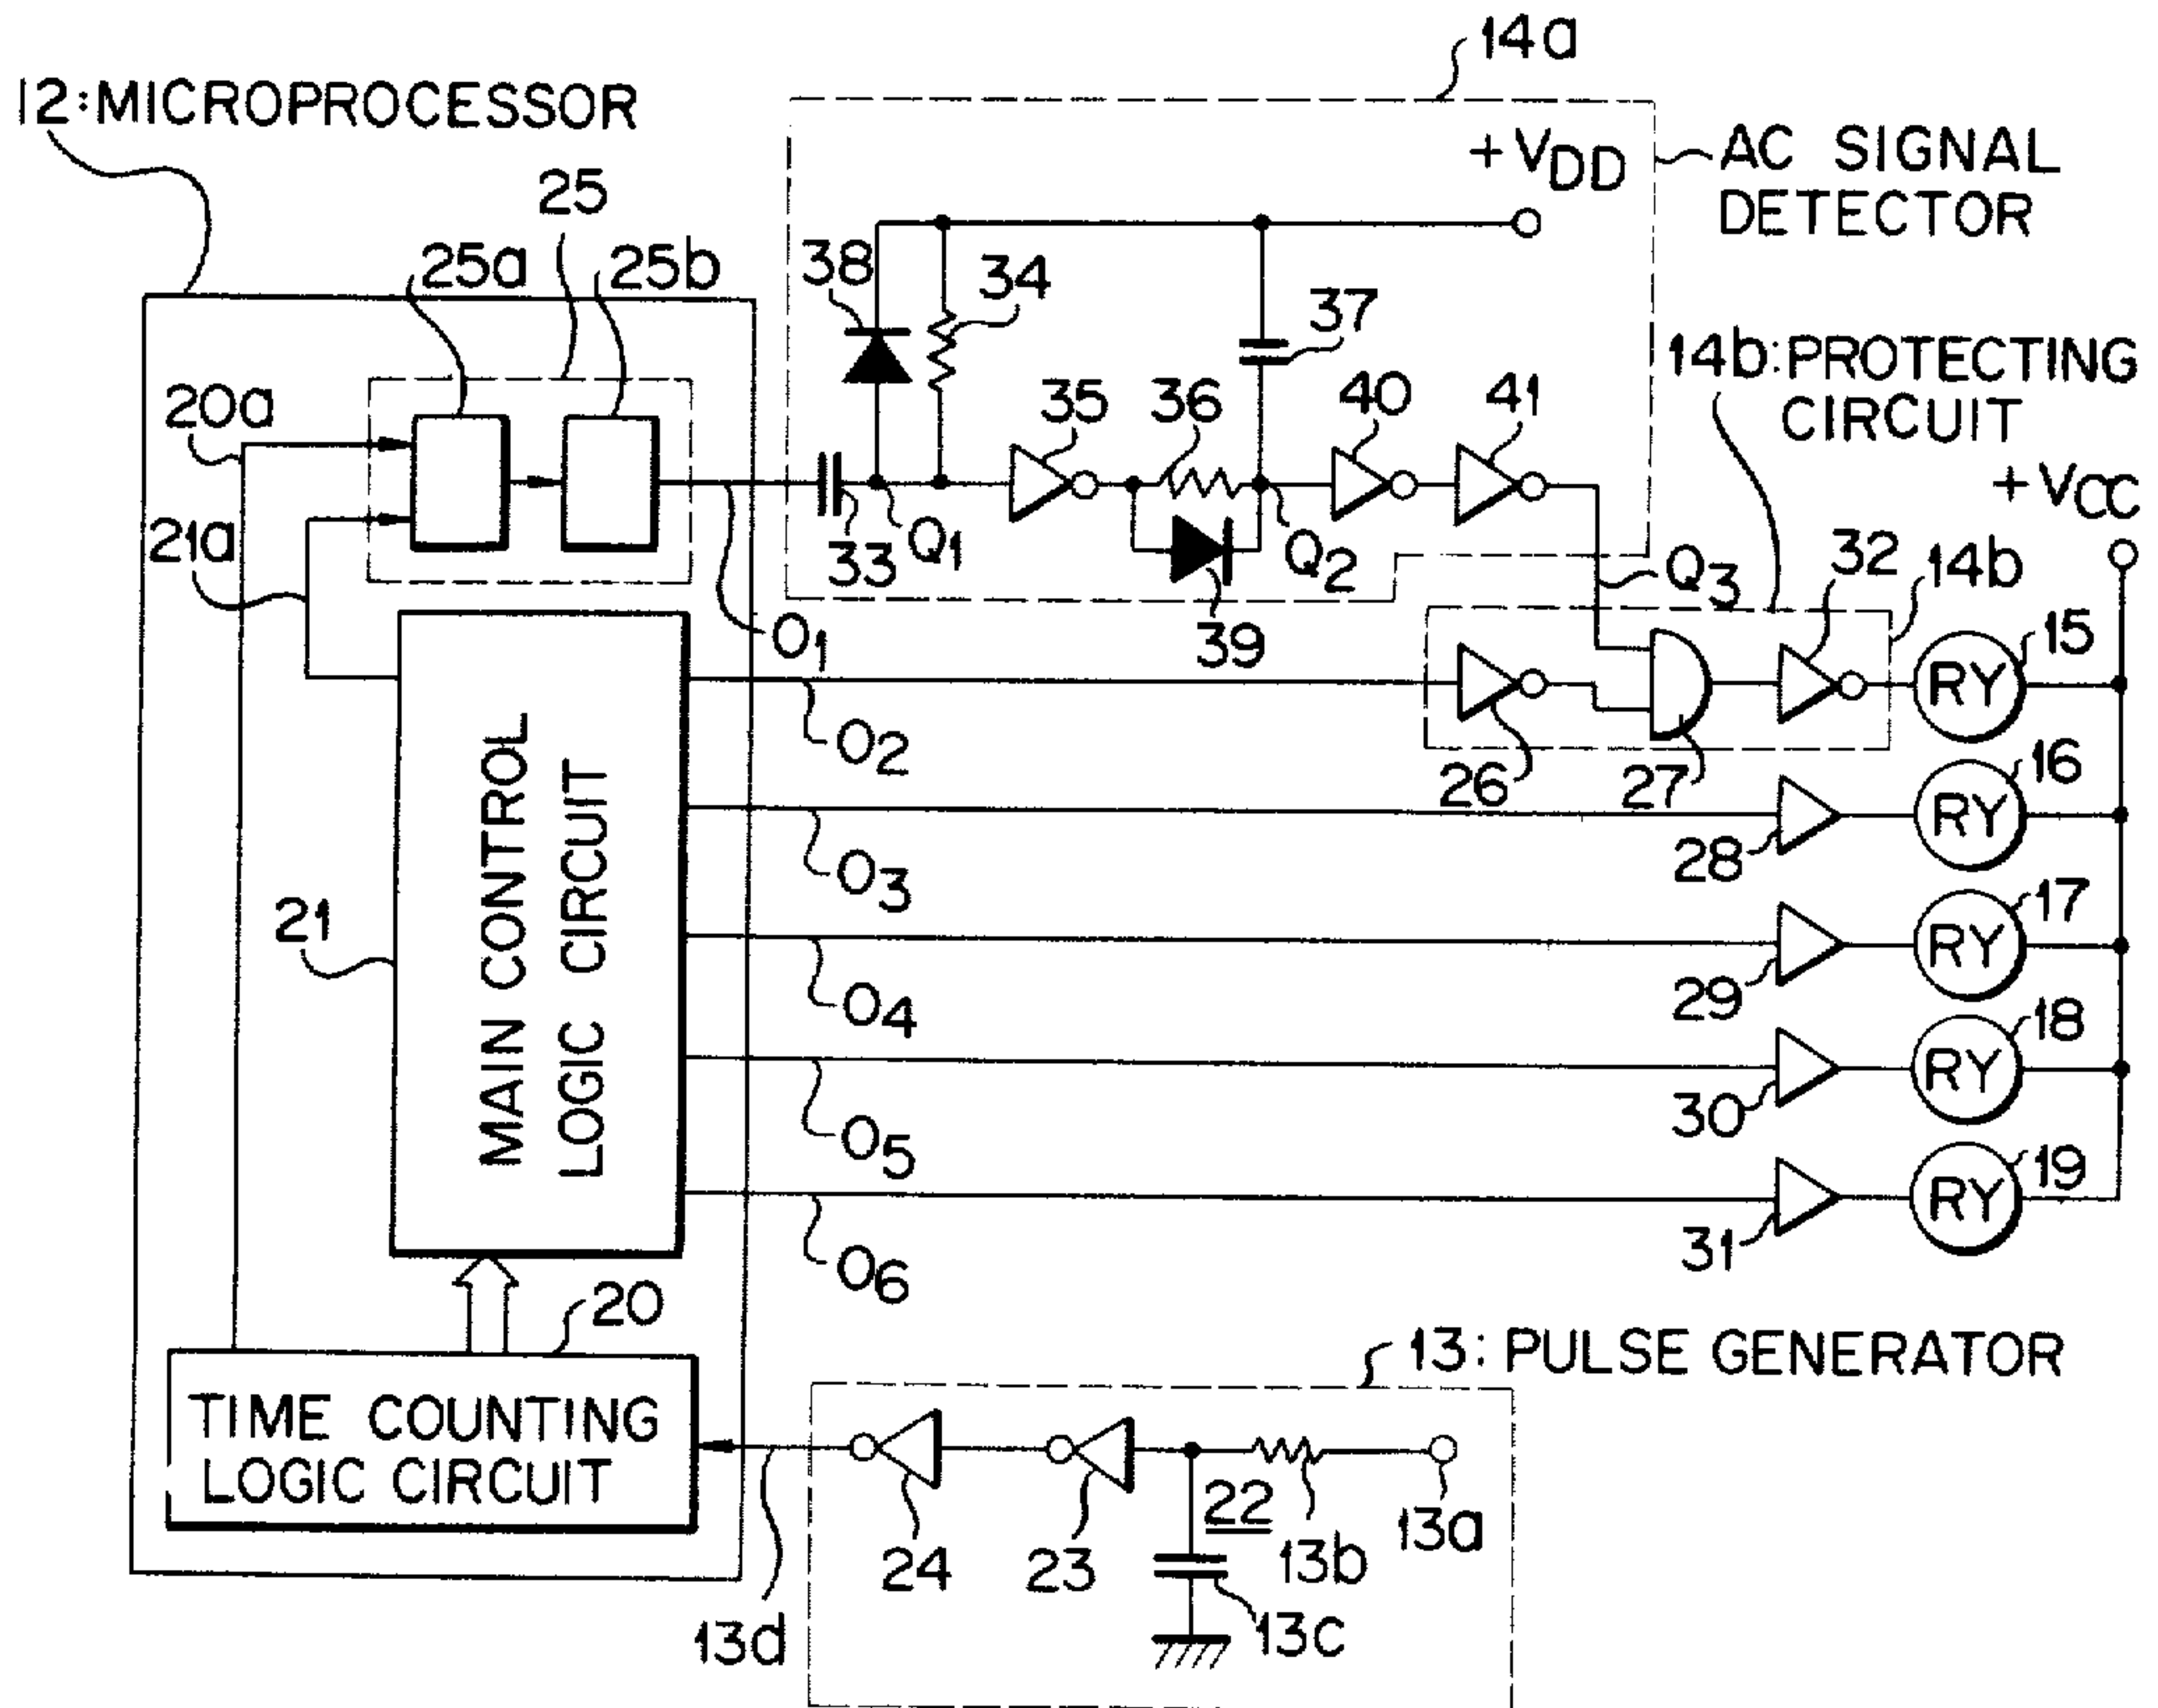 14a
12:MICROPROCESSOR
+VDD
AC SIGNAL
DETECTOR
25
25a
25b
38
34
37
14b:PROTECTING
CIRCUIT
20a
35
36
40
41
+VCC
21a
33
Q1
39
Q2
Q3
32
14b
O1
15
RY
O2
26
27
16
RY
MAIN CONTROL
LOGIC CIRCUIT
O3
28
21
17
RY
O4
29
18
RY
O5
30
19
RY
O6
31
20
13: PULSE GENERATOR
TIME COUNTING
LOGIC CIRCUIT
24
23
22
13b
13a
13d
13c